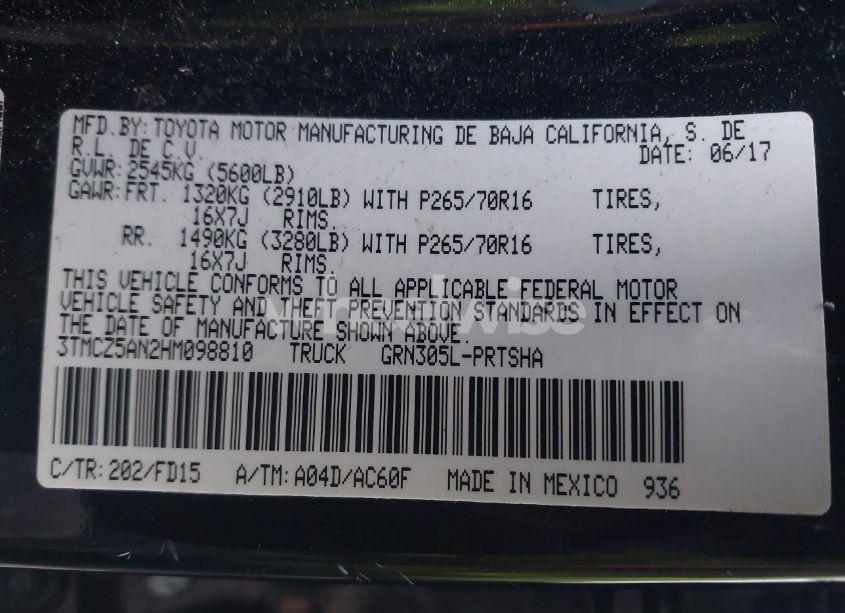 MFD.BY:TOYOTA MOTOR MANUFACTURING DE BAJA CALIFORNIA, S. DE
R.L. DE C.V. DATE: 06/17
GVWR:2545KG (5600LB)
GAWR:FRT. 1320KG (2910LB) WITH P265/70R16 TIRES,
16X7J RIMS.
RR. 1490KG (3280LB) WITH P265/70R16 TIRES,
16X7J RIMS.
THIS VEHICLE CONFORMS TO ALL APPLICABLE FEDERAL MOTOR
VEHICLE SAFETY AND THEFT PREVENTION STANDARDS IN EFFECT ON
THE DATE OF MANUFACTURE SHOWN ABOVE.
3TMCZ5AN2HM098810 TRUCK GRN305L-PRTSHA
C/TR:202/FD15 A/TM:A04D/AC60F MADE IN MEXICO 936